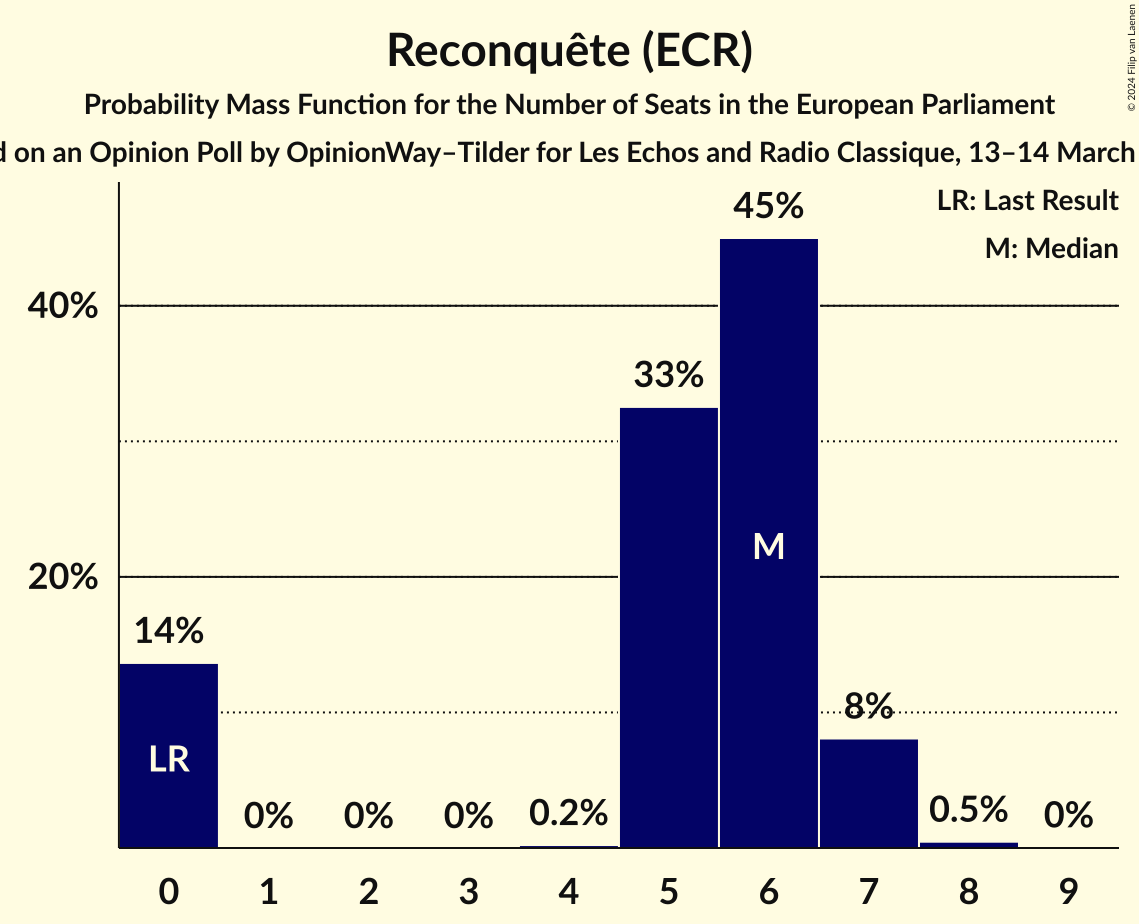 Reconquête (ECR)
Probability Mass Function for the Number of Seats in the European Parliament
on an Opinion Poll by OpinionWay–Tilder for Les Echos and Radio Classique, 13–14 March
© 2024 Filip van Laenen
LR: Last Result
M: Median
45%
40%
33%
M
20%
14%
8%
LR
0% 0% 0% 0.2% 0.5% 0%
0 1 2 3 4 5 6 7 8 9